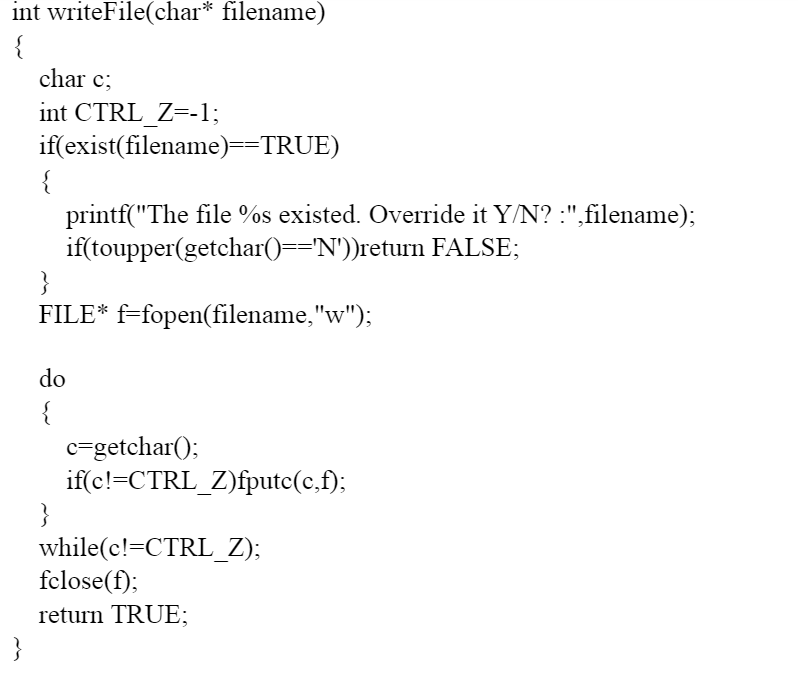 int writeFile(char* filename)
{
char c;
int CTRL_Z=-1;
if(exist(filename)==TRUE)
{
printf("The file %s existed. Override it Y/N? :",filename);
if(toupper(getchar()=='N'))return FALSE;
}
FILE* f=fopen(filename,"w");
do
{
c=getchar();
if(c!=CTRL_Z)fputc(c,f);
}
while(c!=CTRL_Z);
fclose(f);
return TRUE;
}